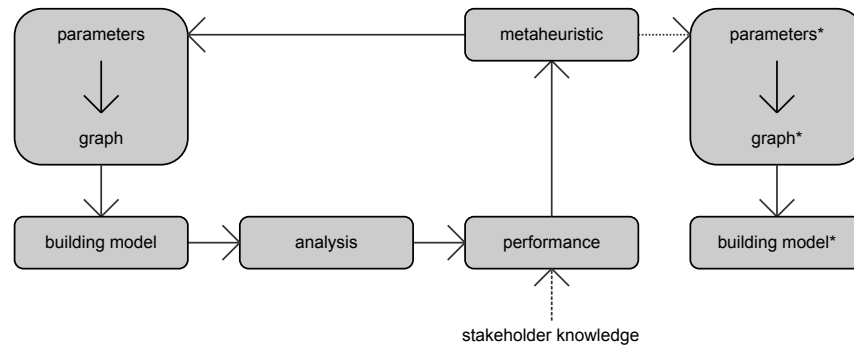 parameters
metaheuristic
parameters*
graph
graph*
building model
analysis
performance
building model*
stakeholder knowledge